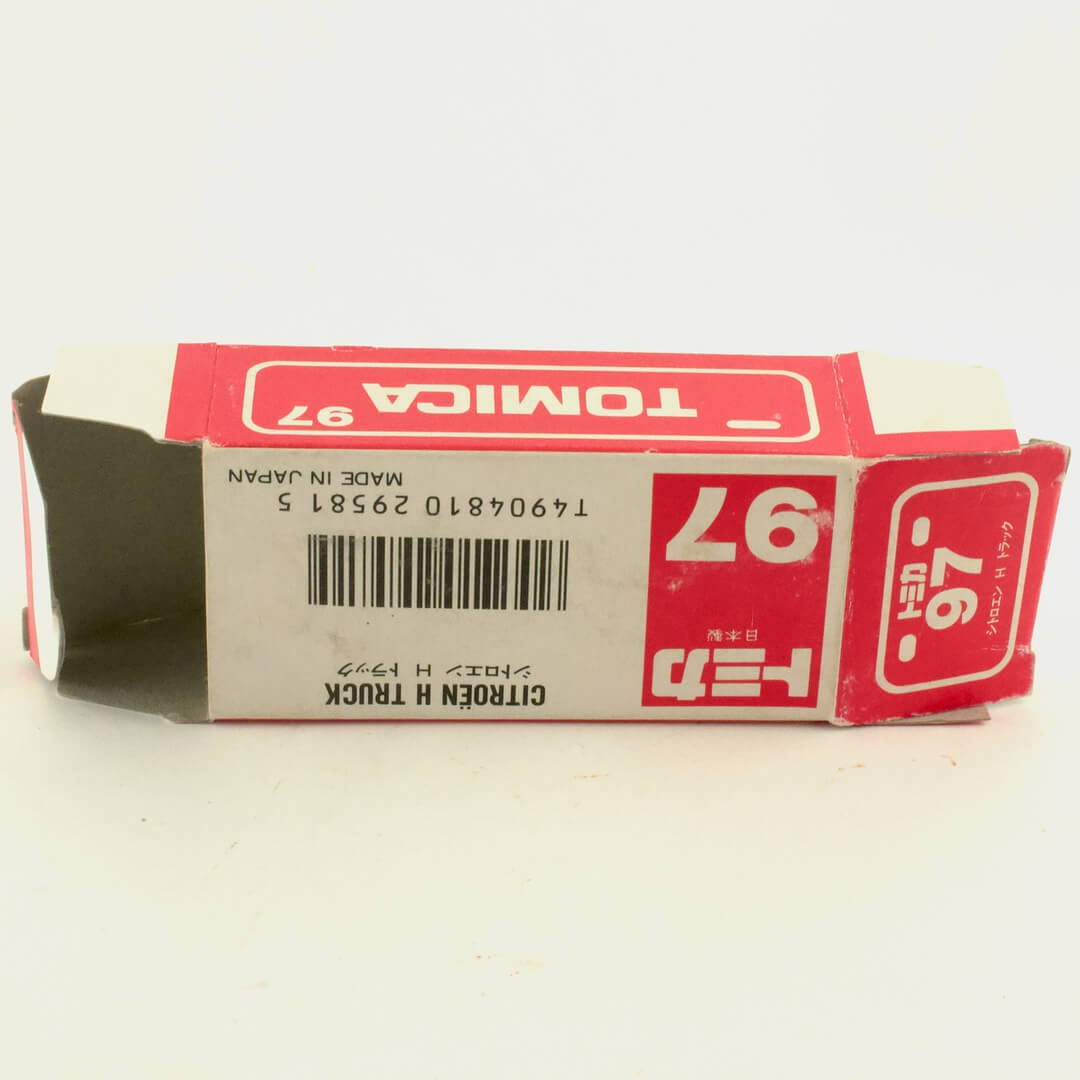 TOMICA 97
トミカ
日本製
97
CITROËN H TRUCK
シトロエン H トラック
T4904810 29581 5
MADE IN JAPAN
トミカ
97
シトロエン H トラック